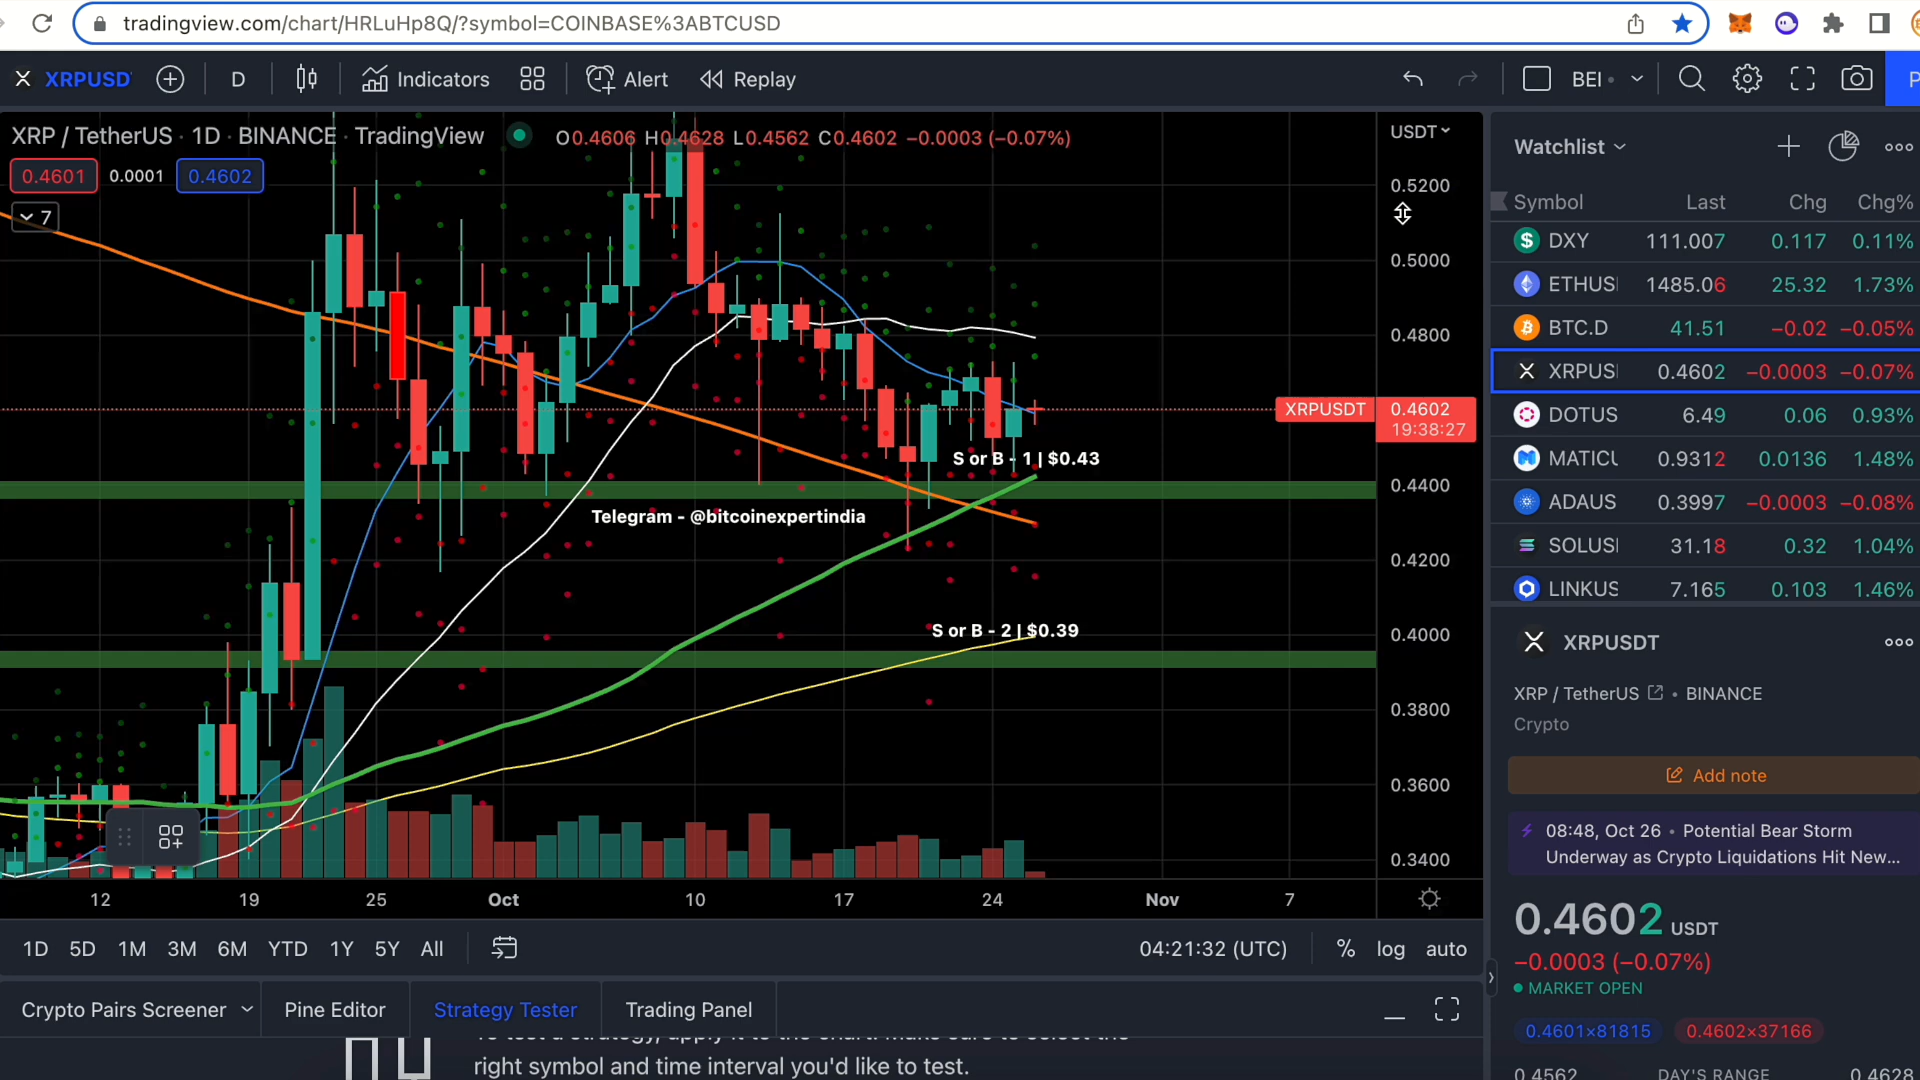 tradingview.com/chart/HRLuHp8Q/?symbol=COINBASE%3ABTCUSD
XRPUSD D Indicators Alert Replay BEI
XRP / TetherUS · 1D · BINANCE · TradingView O0.4606 H0.4628 L0.4562 C0.4602 −0.0003 (−0.07%)
0.4601 0.0001 0.4602
7
USDT
0.5200
0.5000
0.4800
XRPUSDT 0.4602
19:38:27
S or B - 1 | $0.43
0.4400
Telegram - @bitcoinexpertindia
0.4200
S or B - 2 | $0.39
0.4000
0.3800
0.3600
0.3400
12 19 25 Oct 10 17 24 Nov 7
1D 5D 1M 3M 6M YTD 1Y 5Y All 04:21:32 (UTC) % log auto
Crypto Pairs Screener Pine Editor Strategy Tester Trading Panel
right symbol and time interval you'd like to test.
Watchlist
Symbol Last Chg Chg%
DXY 111.007 0.117 0.11%
ETHUS 1485.06 25.32 1.73%
BTC.D 41.51 −0.02 −0.05%
XRPUS 0.4602 −0.0003 −0.07%
DOTUS 6.49 0.06 0.93%
MATICU 0.9312 0.0136 1.48%
ADAUS 0.3997 −0.0003 −0.08%
SOLUS 31.18 0.32 1.04%
LINKUS 7.165 0.103 1.46%
XRPUSDT
XRP / TetherUS • BINANCE
Crypto
Add note
08:48, Oct 26 • Potential Bear Storm
Underway as Crypto Liquidations Hit New...
0.4602 USDT
−0.0003 (−0.07%)
MARKET OPEN
0.4601×81815 0.4602×37166
0.4562 DAY'S RANGE 0.4628